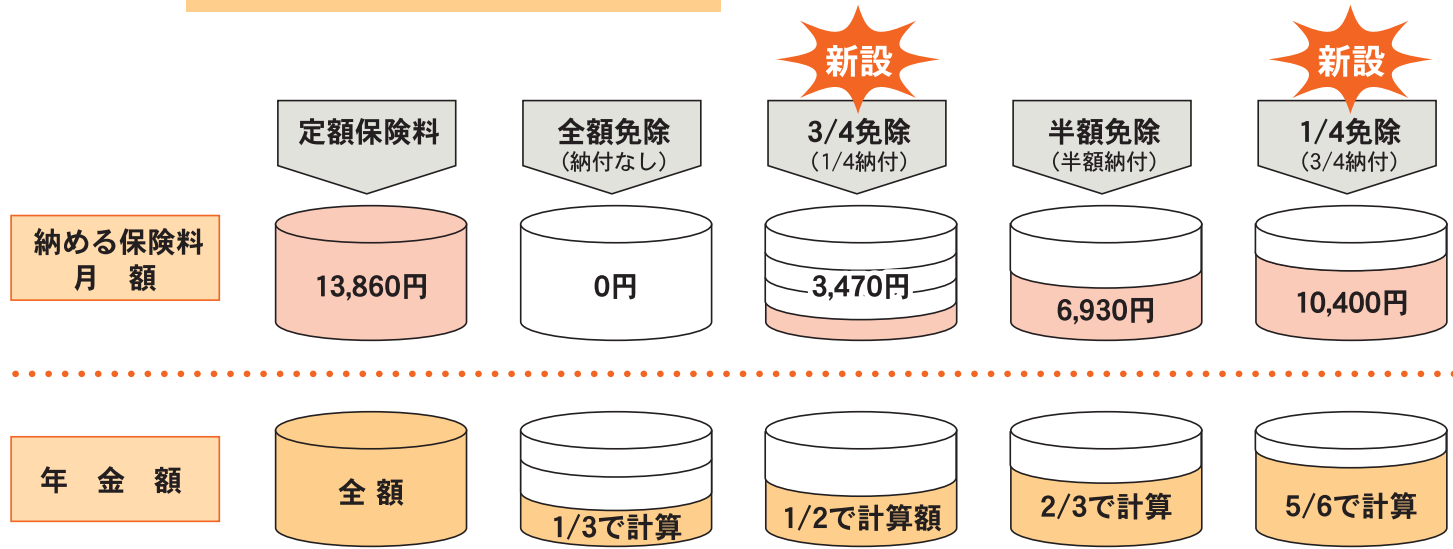 新設
新設
定額保険料
全額免除
(納付なし)
3/4免除
(1/4納付)
半額免除
(半額納付)
1/4免除
(3/4納付)
納める保険料
月　額
13,860円
0円
3,470円
6,930円
10,400円
年　金　額
全 額
1/3で計算
1/2で計算額
2/3で計算
5/6で計算